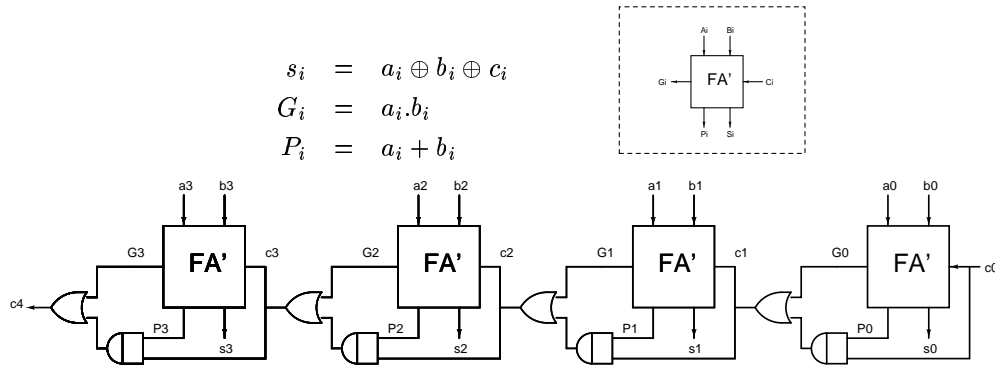 s_i = a_i ⊕ b_i ⊕ c_i
G_i = a_i.b_i
P_i = a_i + b_i
Ai Bi
Gi FA' Ci
Pi Si
a3 b3 a2 b2 a1 b1 a0 b0
G3 c3 G2 c2 G1 c1 G0
FA' FA' FA' FA' c0
c4
P3 P2 P1 P0
s3 s2 s1 s0